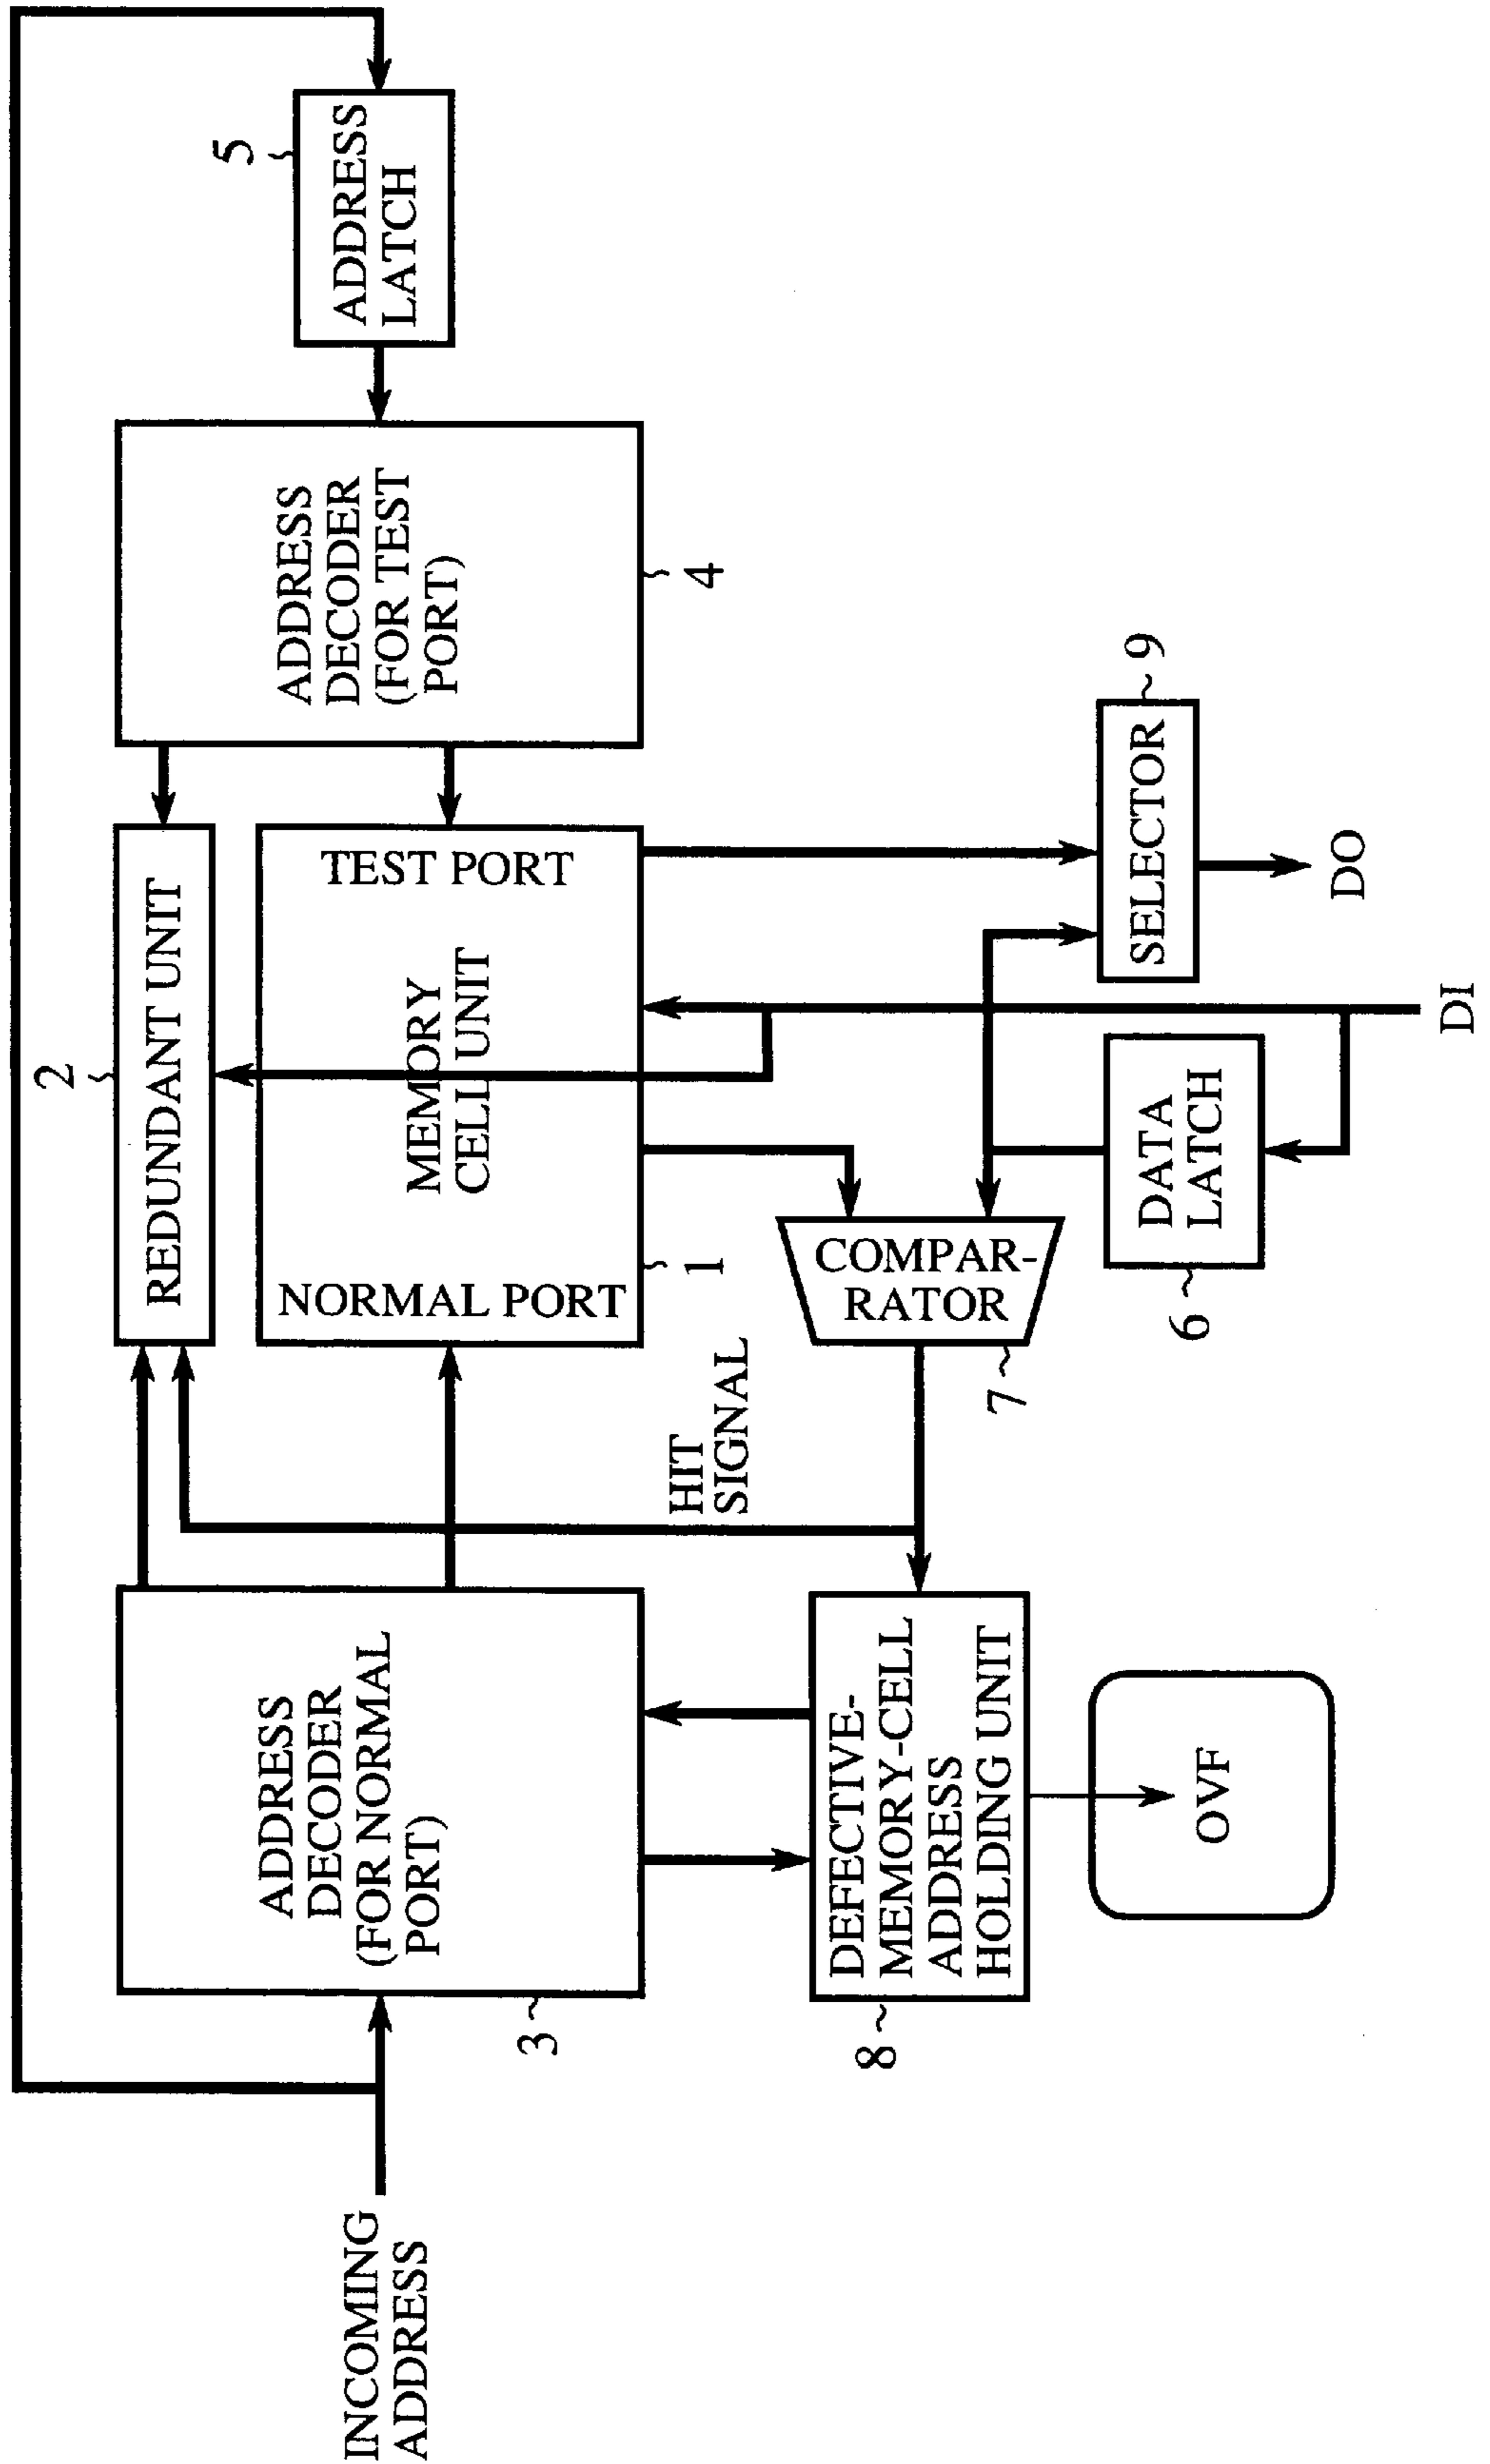 INCOMING
ADDRESS
3
ADDRESS
DECODER
(FOR NORMAL
PORT)
2
REDUNDANT UNIT
NORMAL PORT
MEMORY
CELL UNIT
TEST PORT
1
ADDRESS
DECODER
(FOR TEST
PORT)
4
5
ADDRESS
LATCH
HIT
SIGNAL
8
DEFECTIVE-
MEMORY-CELL
ADDRESS
HOLDING UNIT
OVF
7
COMPAR-
RATOR
6
DATA
LATCH
SELECTOR
9
DI
DO